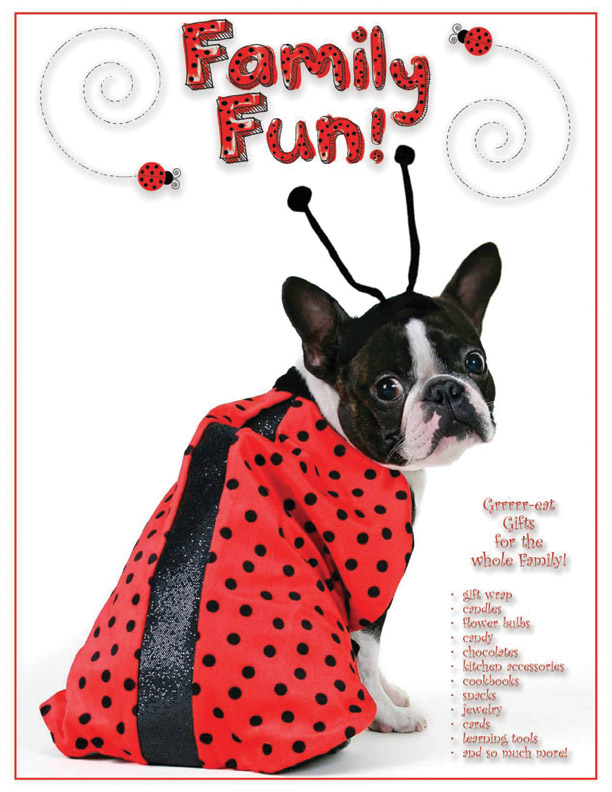 Family
Fun!
Grrrrr-eat
Gifts
for the
whole Family!
· gift wrap
· candles
· flower bulbs
· candy
· chocolates
· kitchen accessories
· cookbooks
· snacks
· jewelry
· cards
· learning tools
· and so much more!